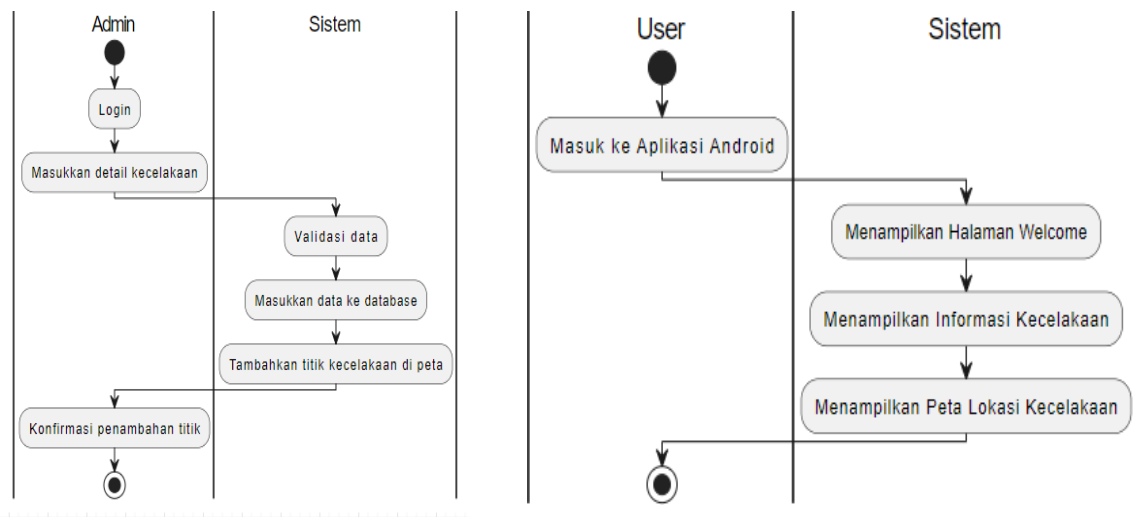 Admin
Sistem
Login
Masukkan detail kecelakaan
Validasi data
Masukkan data ke database
Tambahkan titik kecelakaan di peta
Konfirmasi penambahan titik
User
Sistem
Masuk ke Aplikasi Android
Menampilkan Halaman Welcome
Menampilkan Informasi Kecelakaan
Menampilkan Peta Lokasi Kecelakaan